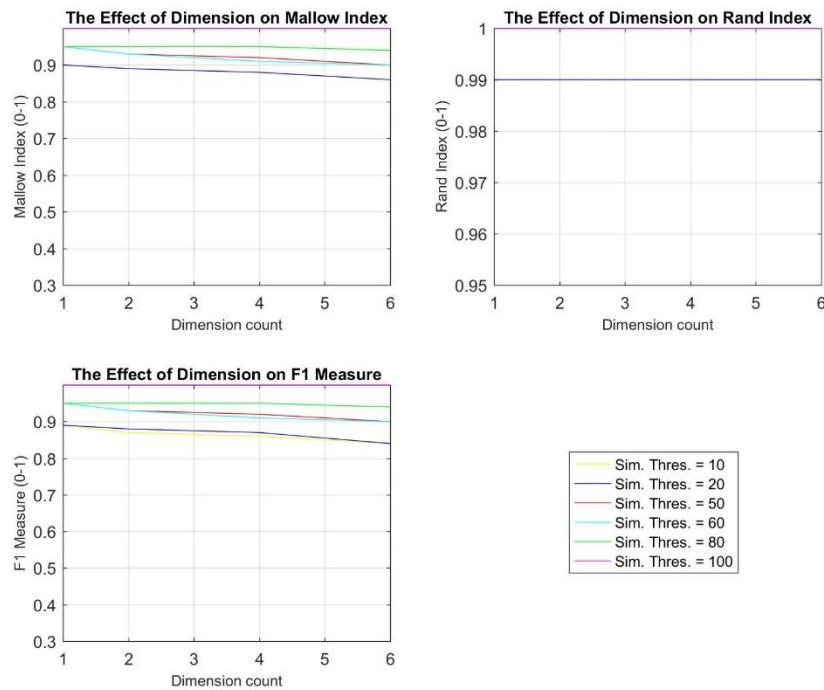 The Effect of Dimension on Mallow Index
0.9
0.8
0.7
0.6
0.5
0.4
0.3
Mallow Index (0-1)
1 2 3 4 5 6
Dimension count
The Effect of Dimension on Rand Index
1
0.99
0.98
0.97
0.96
0.95
Rand Index (0-1)
1 2 3 4 5 6
Dimension count
The Effect of Dimension on F1 Measure
0.9
0.8
0.7
0.6
0.5
0.4
0.3
F1 Measure (0-1)
1 2 3 4 5 6
Dimension count
Sim. Thres. = 10
Sim. Thres. = 20
Sim. Thres. = 50
Sim. Thres. = 60
Sim. Thres. = 80
Sim. Thres. = 100